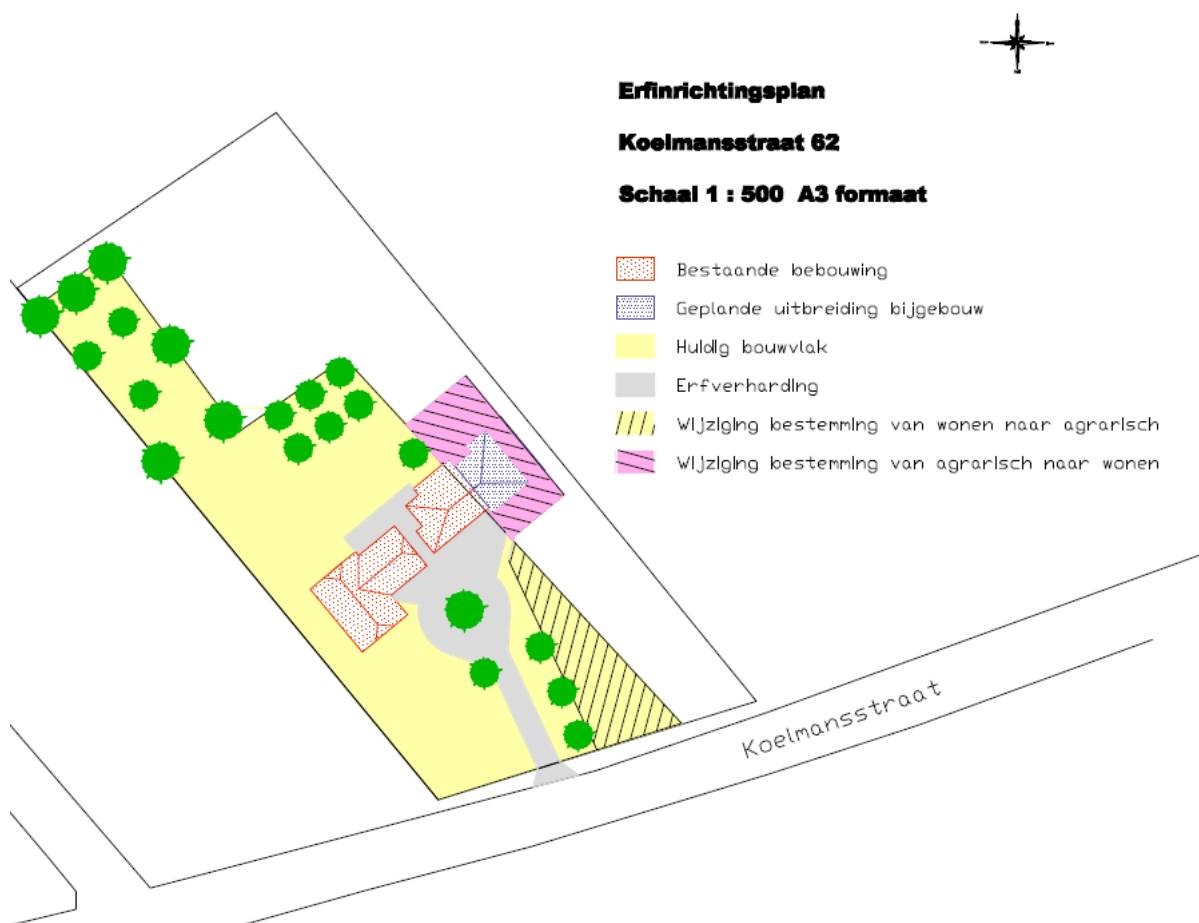 Erfinrichtingsplan
Koelmansstraat 62
Schaal 1 : 500 A3 formaat
Bestaande bebouwing
Geplande uitbreiding bijgebouw
Huidig bouwvlak
Erfverharding
Wijziging bestemming van wonen naar agrarisch
Wijziging bestemming van agrarisch naar wonen
Koelmansstraat